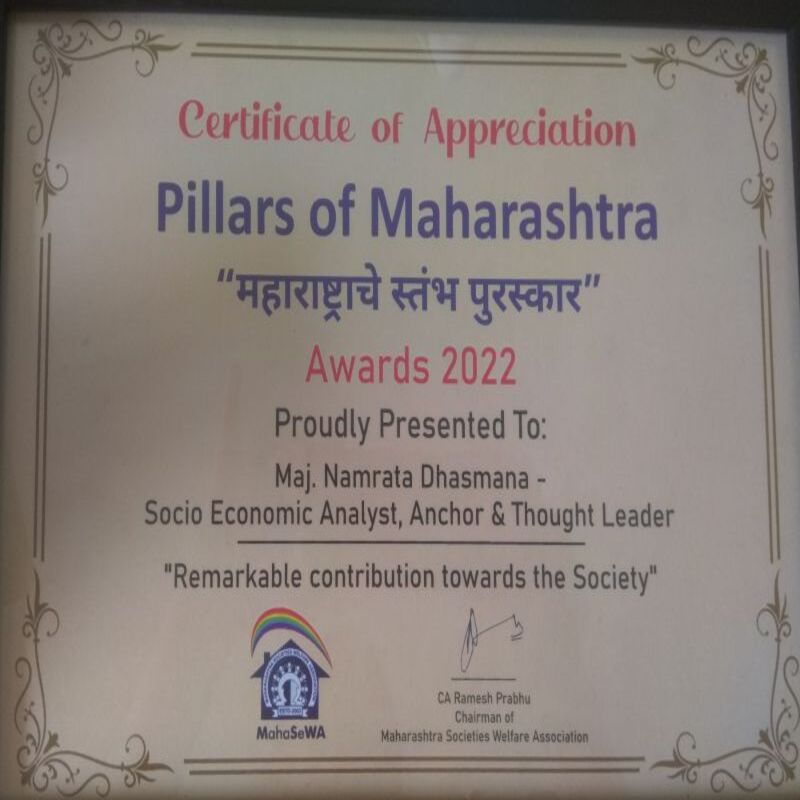 Certificate of Appreciation
Pillars of Maharashtra
“महाराष्ट्राचे स्तंभ पुरस्कार”
Awards 2022
Proudly Presented To:
Maj. Namrata Dhasmana -
Socio Economic Analyst, Anchor & Thought Leader
"Remarkable contribution towards the Society"
MahaSeWA
CA Ramesh Prabhu
Chairman of
Maharashtra Societies Welfare Association